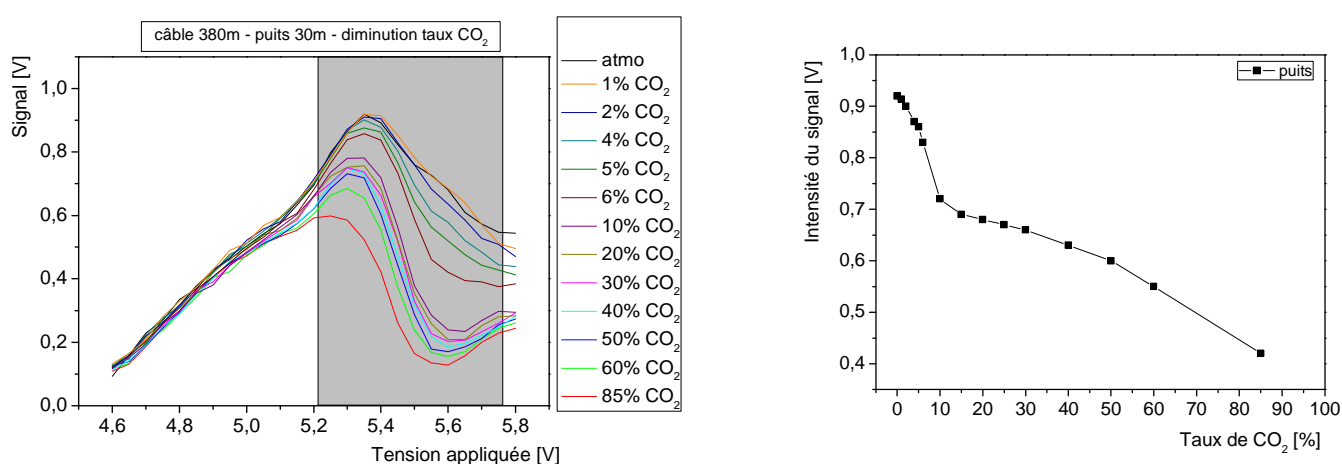 câble 380m - puits 30m - diminution taux CO₂
Signal [V]
1,0
0,8
0,6
0,4
0,2
0,0
4,6 4,8 5,0 5,2 5,4 5,6 5,8
Tension appliquée [V]
atmo
1% CO₂
2% CO₂
4% CO₂
5% CO₂
6% CO₂
10% CO₂
20% CO₂
30% CO₂
40% CO₂
50% CO₂
60% CO₂
85% CO₂
Intensité du signal [V]
1,0
0,9
0,8
0,7
0,6
0,5
0,4
puits
0 10 20 30 40 50 60 70 80 90 100
Taux de CO₂ [%]